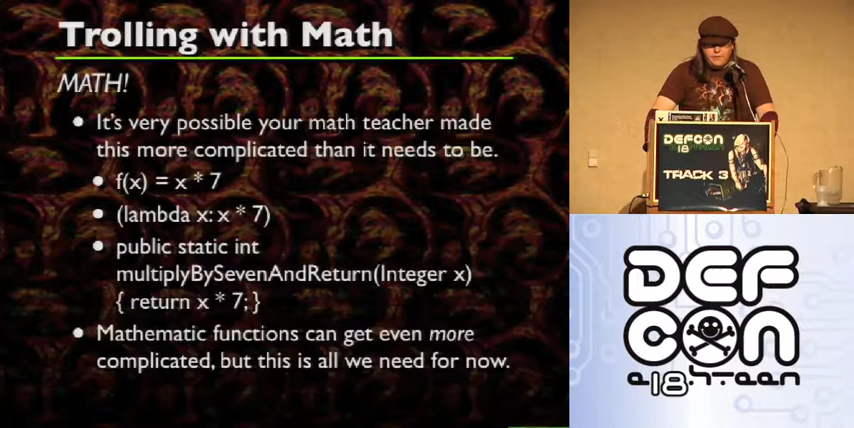 Trolling with Math
MATH!
It's very possible your math teacher made
this more complicated than it needs to be.
f(x) = x * 7
(lambda x: x * 7)
public static int
multiplyBySevenAndReturn(Integer x)
{ return x * 7; }
Mathematic functions can get even more
complicated, but this is all we need for now.
DEFCON
18
TRACK 3
DEF
CON
e18hteen